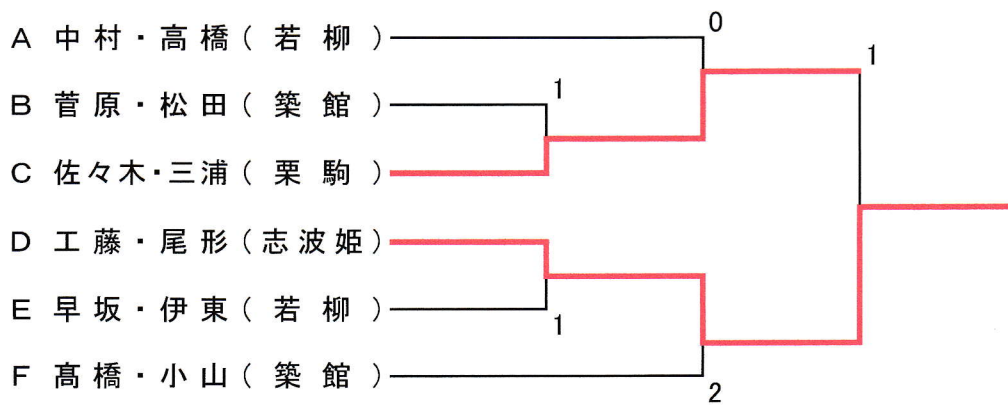 0
A 中村・高橋(若柳)
1
B 菅原・松田(築館)
1
C 佐々木・三浦(栗駒)
D 工藤・尾形(志波姫)
E 早坂・伊東(若柳)
1
F 髙橋・小山(築館)
2